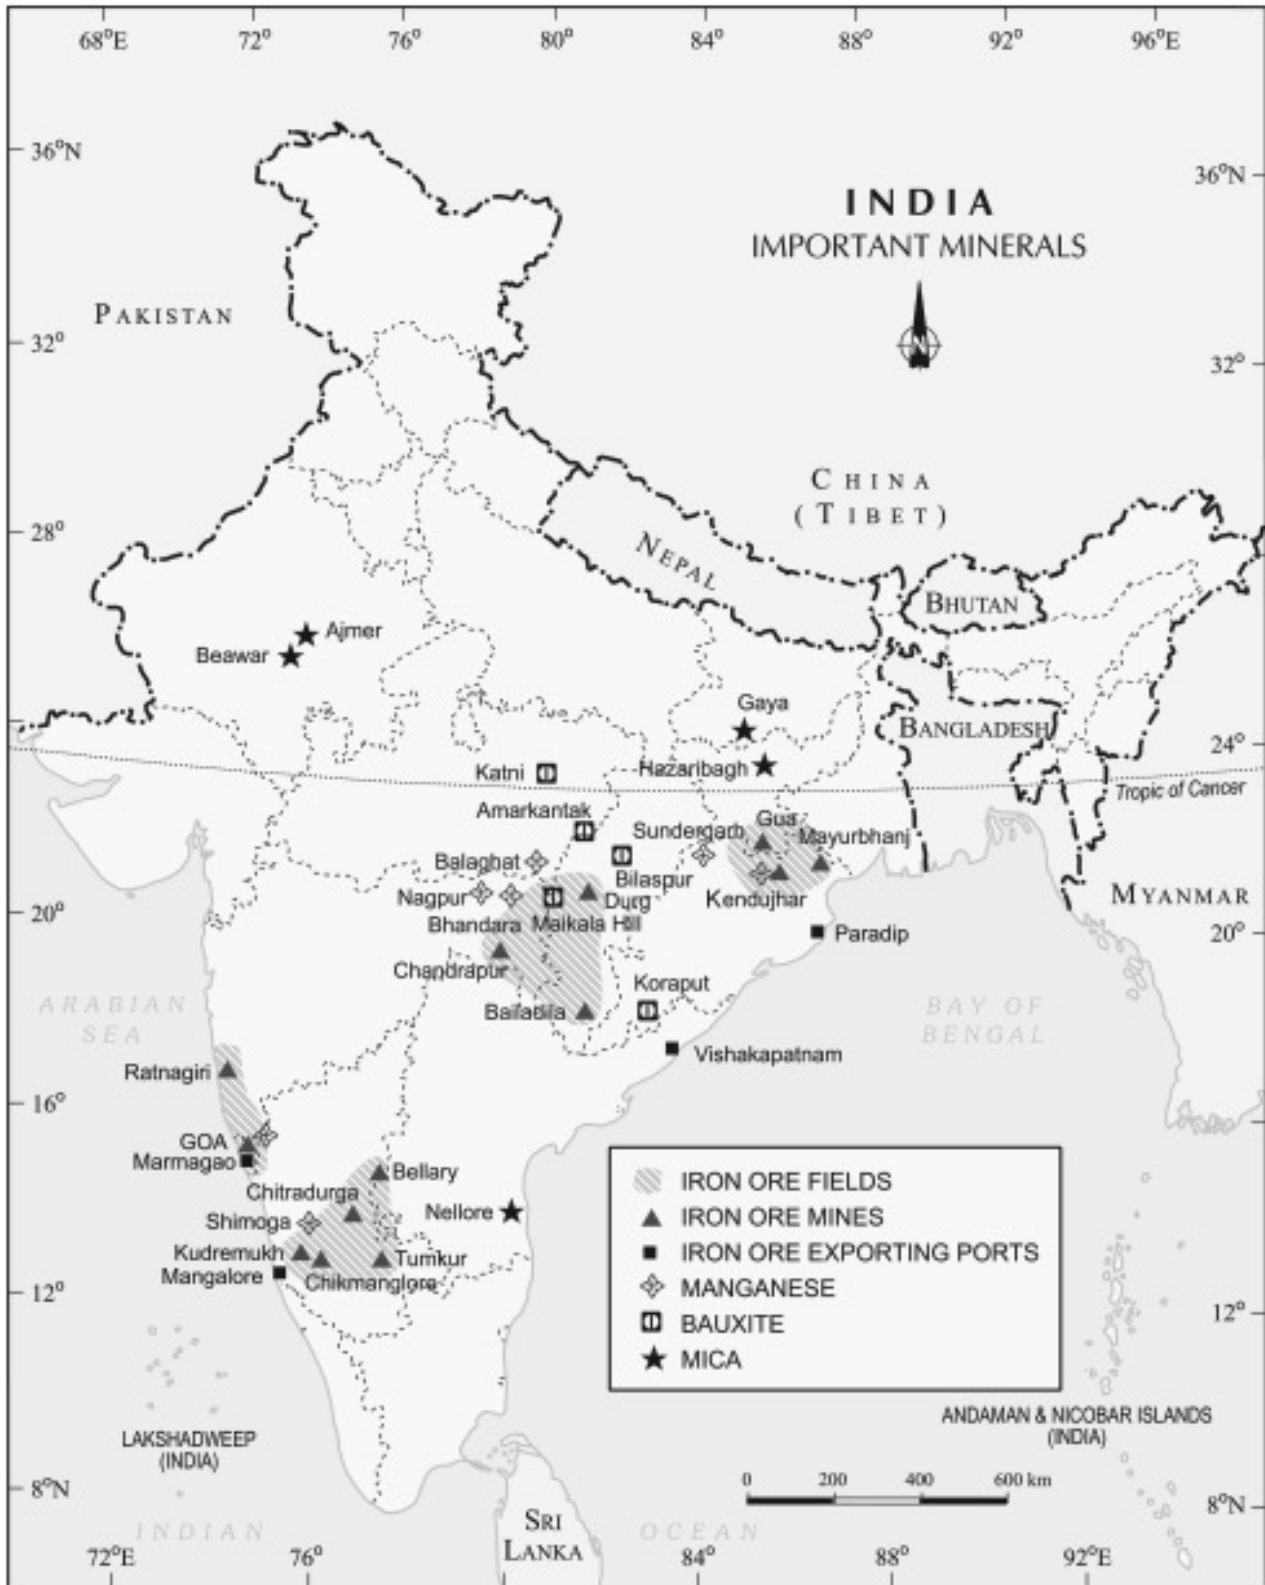 68°E 72° 76° 80° 84° 88° 92° 96°E
36°N
36°N
INDIA
IMPORTANT MINERALS
PAKISTAN
32°
32°
CHINA
(TIBET)
28°
NEPAL
BHUTAN
Ajmer
Beawar
Gaya
BANGLADESH
24°
Katni
Hazaribagh
Tropic of Cancer
Amarkantak
Sundergarh
Gua
Mayurbhanj
Balaghat
Bilaspur
Nagpur
Durg
Kendujhar
MYANMAR
20°
Bhandara
Maikala Hill
Paradip
20°
Chandrapur
Koraput
ARABIAN
SEA
BAY OF
BENGAL
Bailadila
Vishakapatnam
Ratnagiri
16°
GOA
Marmagao
Bellary
Chitradurga
Shimoga
Nellore
Kudremukh
Tumkur
Mangalore
Chikmanglore
12°
12°
IRON ORE FIELDS
IRON ORE MINES
IRON ORE EXPORTING PORTS
MANGANESE
BAUXITE
MICA
LAKSHADWEEP
(INDIA)
ANDAMAN & NICOBAR ISLANDS
(INDIA)
0 200 400 600 km
8°N
8°N
SRI
LANKA
INDIAN OCEAN
72°E 76° 84° 88° 92°E